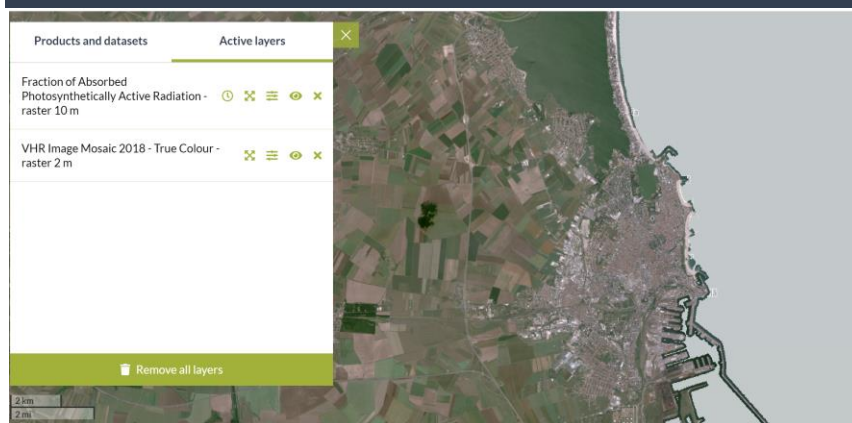 Products and datasets
Active layers
Fraction of Absorbed
Photosynthetically Active Radiation -
raster 10 m
VHR Image Mosaic 2018 - True Colour -
raster 2 m
Remove all layers
2 km
2 mi